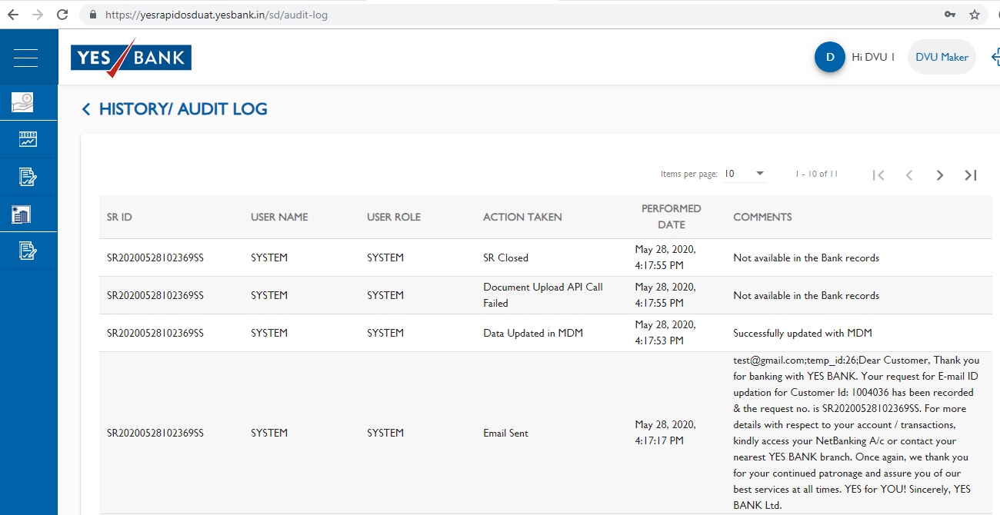 https://yesrapidosduat.yesbank.in/sd/audit-log
YES BANK
D
Hi DVU 1
DVU Maker
HISTORY/ AUDIT LOG
Items per page: 10
1 - 10 of 11
SR ID
USER NAME
USER ROLE
ACTION TAKEN
PERFORMED
DATE
COMMENTS
SR20200528102369SS
SYSTEM
SYSTEM
SR Closed
May 28, 2020,
4:17:55 PM
Not available in the Bank records
SR20200528102369SS
SYSTEM
SYSTEM
Document Upload API Call
Failed
May 28, 2020,
4:17:55 PM
Not available in the Bank records
SR20200528102369SS
SYSTEM
SYSTEM
Data Updated in MDM
May 28, 2020,
4:17:53 PM
Successfully updated with MDM
SR20200528102369SS
SYSTEM
SYSTEM
Email Sent
May 28, 2020,
4:17:17 PM
test@gmail.com;temp_id:26;Dear Customer, Thank you
for banking with YES BANK. Your request for E-mail ID
updation for Customer Id: 1004036 has been recorded
& the request no. is SR20200528102369SS. For more
details with respect to your account / transactions,
kindly access your NetBanking A/c or contact your
nearest YES BANK branch. Once again, we thank you
for your continued patronage and assure you of our
best services at all times. YES for YOU! Sincerely, YES
BANK Ltd.